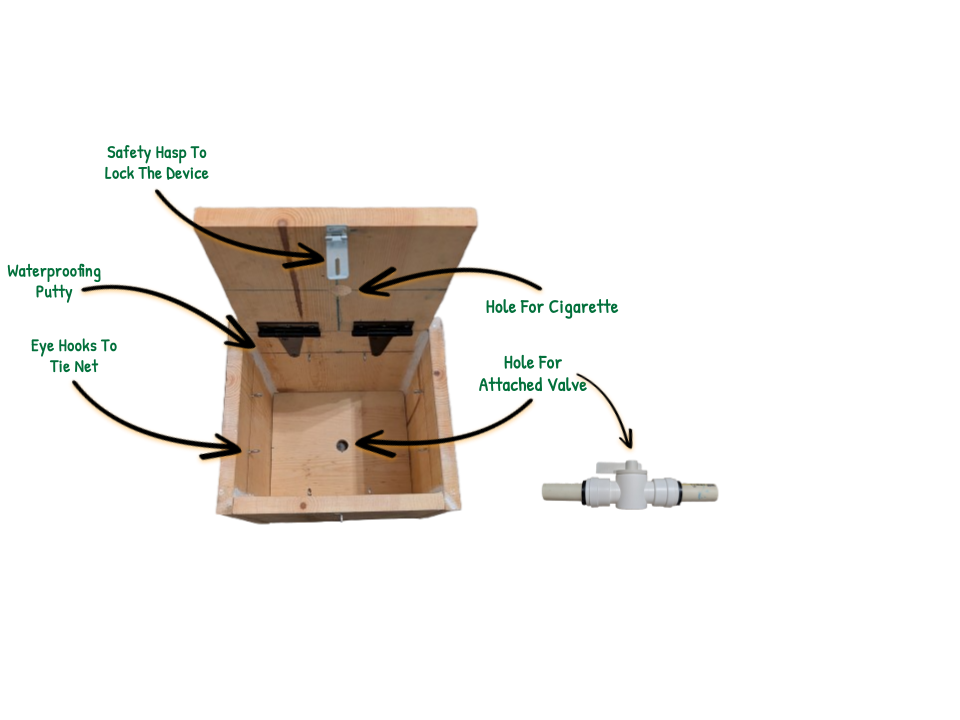 Safety Hasp To
Lock The Device
Waterproofing
Putty
Hole For Cigarette
Eye Hooks To
Tie Net
Hole For
Attached Valve